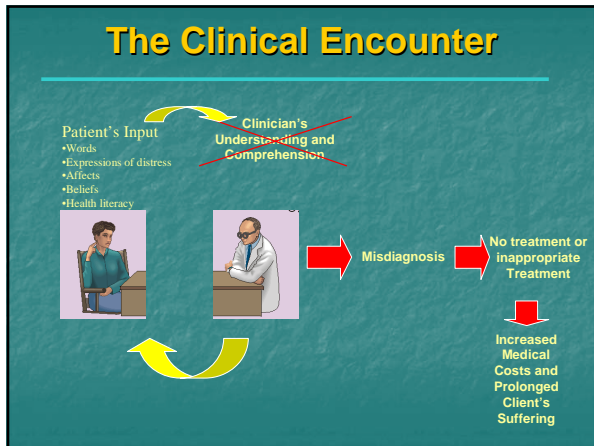 The Clinical Encounter
Patient's Input
•Words
•Expressions of distress
•Affects
•Beliefs
•Health literacy
Clinician's
Understanding and
Comprehension
Misdiagnosis
No treatment or
inappropriate
Treatment
Increased
Medical
Costs and
Prolonged
Client's
Suffering